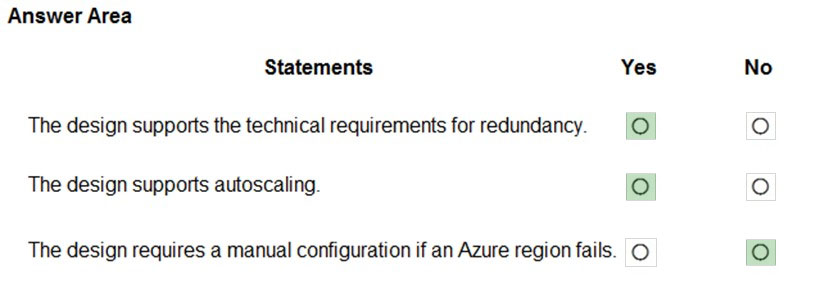 Answer Area
Statements Yes No
The design supports the technical requirements for redundancy.
The design supports autoscaling.
The design requires a manual configuration if an Azure region fails.